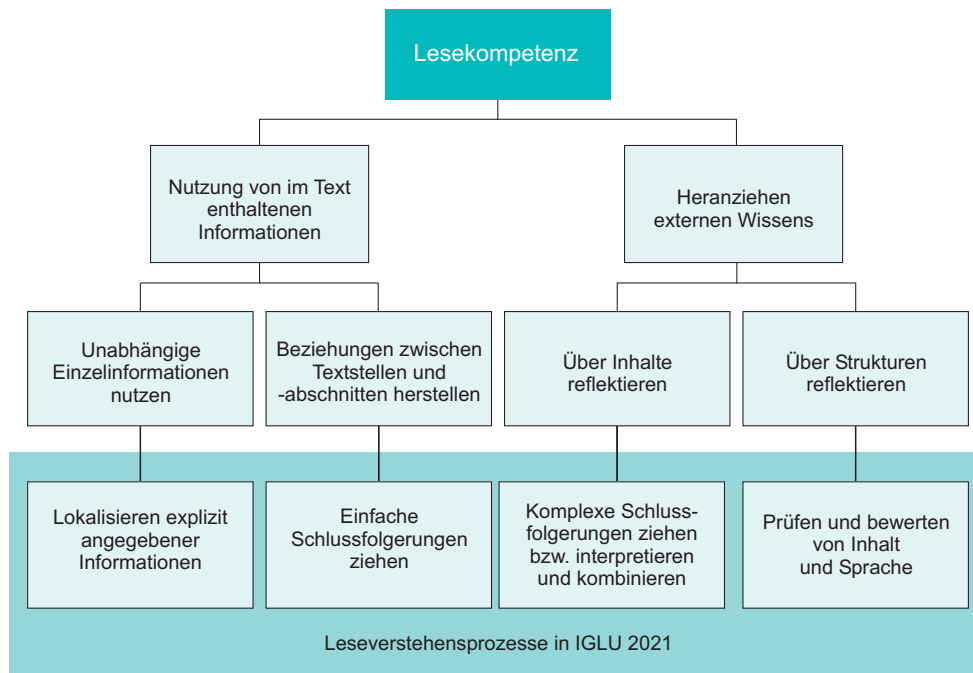 Lesekompetenz
Nutzung von im Text
enthaltenen
Informationen
Heranziehen
externen Wissens
Unabhängige
Einzelinformationen
nutzen
Beziehungen zwischen
Textstellen und
-abschnitten herstellen
Über Inhalte
reflektieren
Über Strukturen
reflektieren
Lokalisieren explizit
angegebener
Informationen
Einfache
Schlussfolgerungen
ziehen
Komplexe Schluss-
folgerungen ziehen
bzw. interpretieren
und kombinieren
Prüfen und bewerten
von Inhalt
und Sprache
Leseverstehensprozesse in IGLU 2021